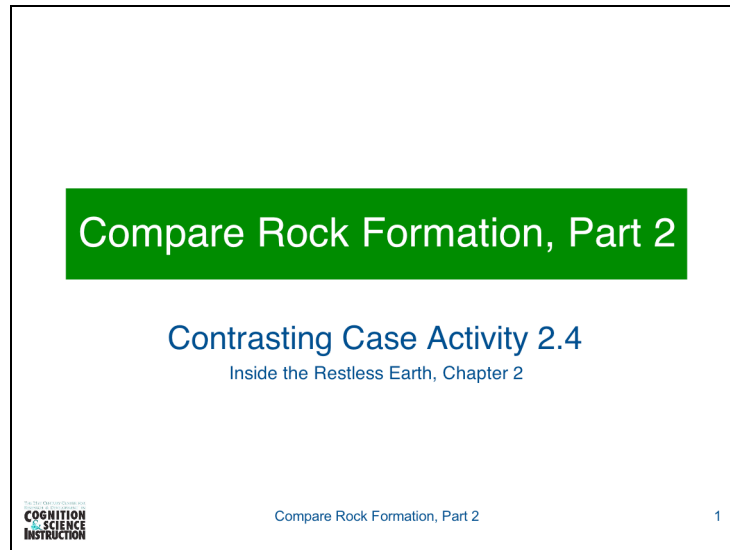 Compare Rock Formation, Part 2
Contrasting Case Activity 2.4
Inside the Restless Earth, Chapter 2
COGNITION
& SCIENCE
INSTRUCTION
Compare Rock Formation, Part 2
1